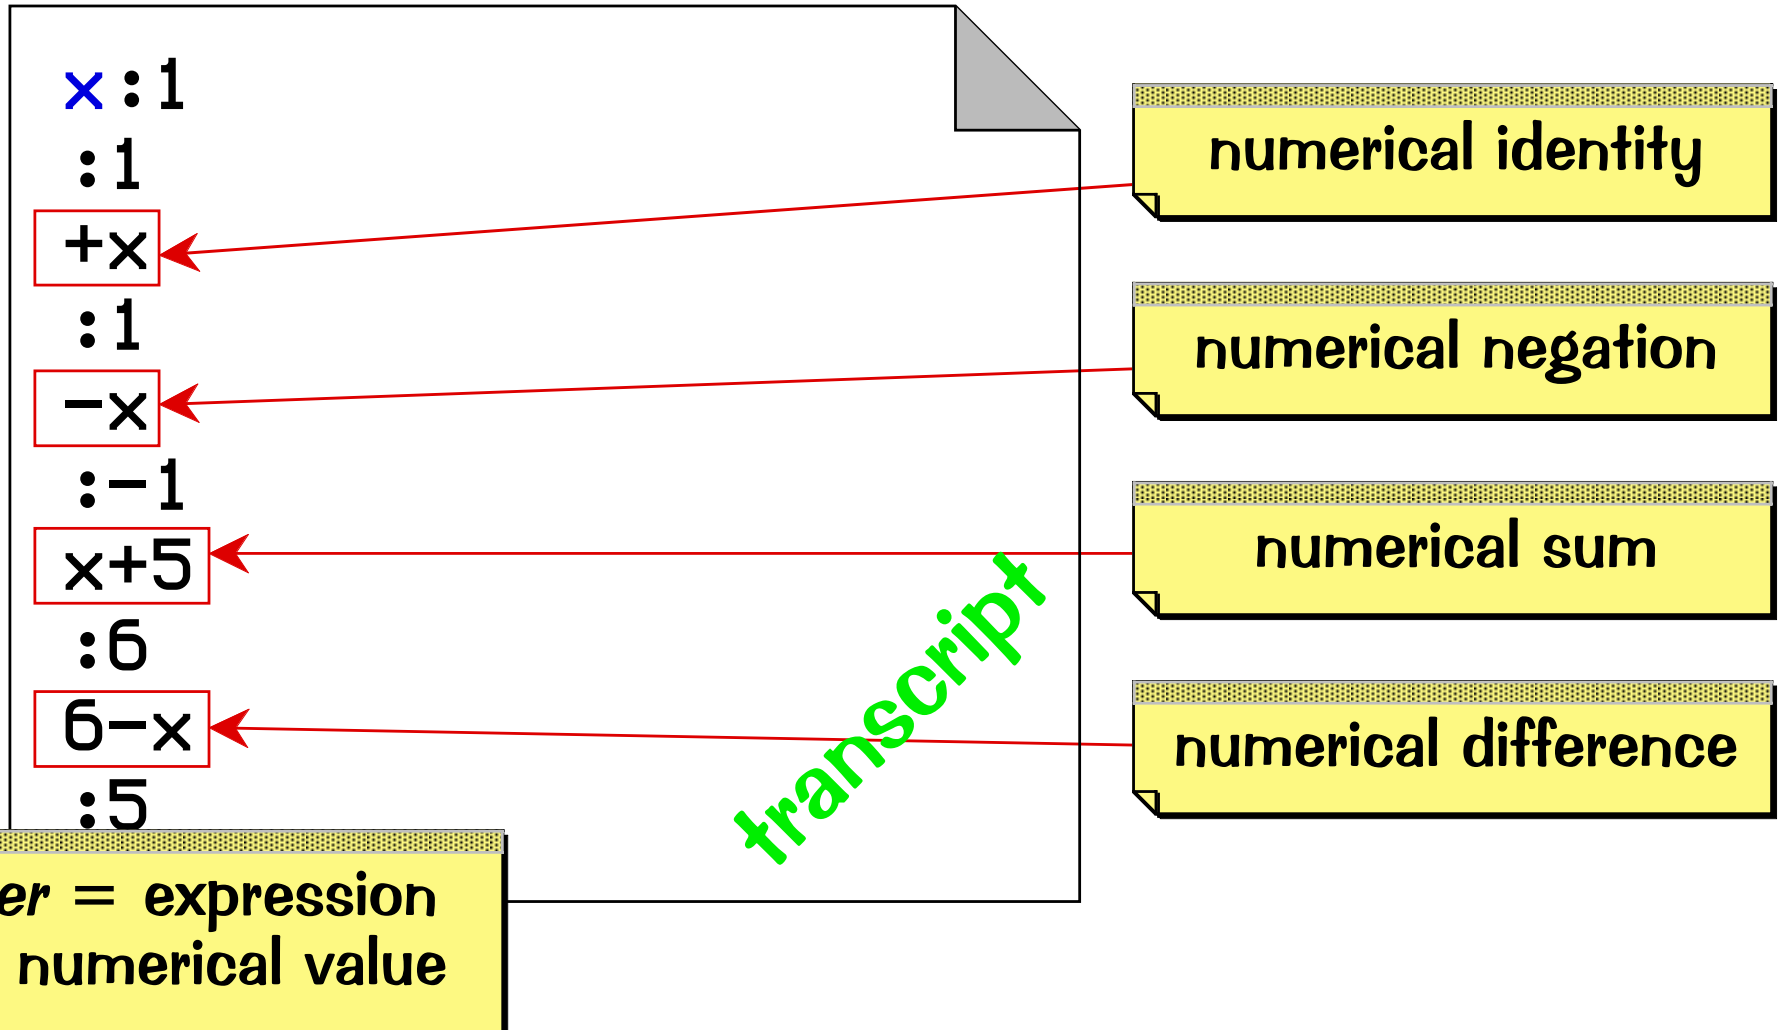 x:1
:1
+x
:1
-x
:-1
x+5
:6
6-x
:5
numerical identity
numerical negation
numerical sum
numerical difference
transcript
er = expression
numerical value